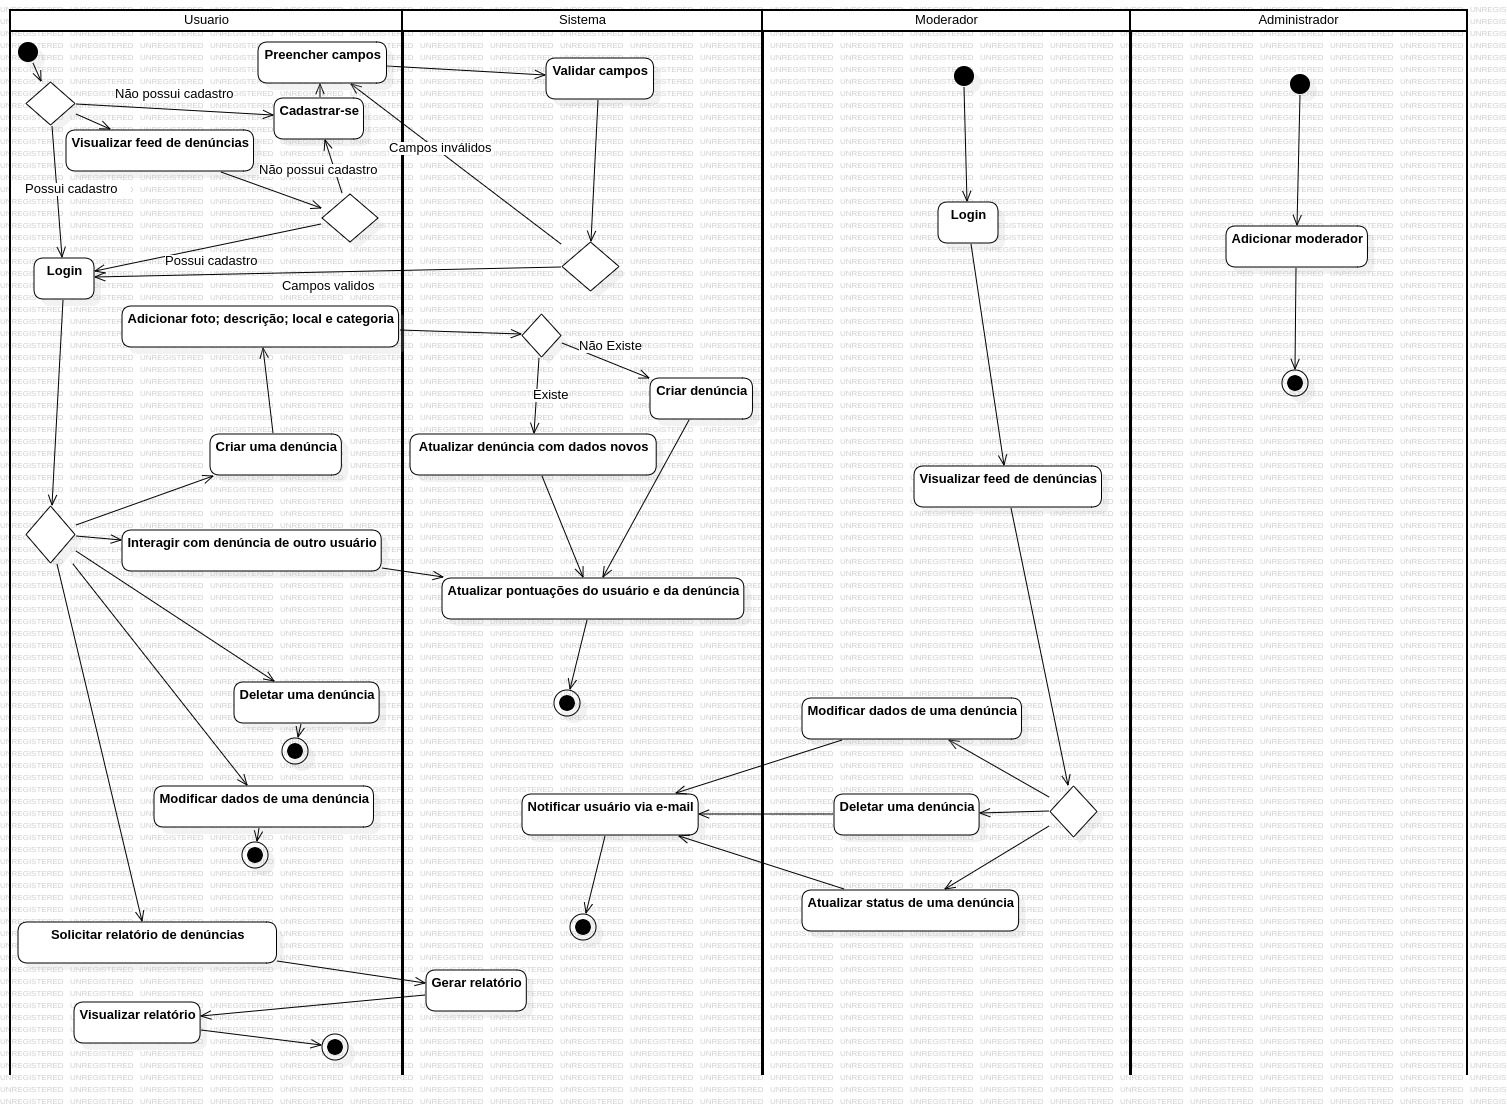 Usuario
Sistema
Moderador
Administrador
Preencher campos
Validar campos
Não possui cadastro
Cadastrar-se
Visualizar feed de denúncias
Campos inválidos
Não possui cadastro
Possui cadastro
Login
Adicionar moderador
Possui cadastro
Login
Campos validos
Adicionar foto; descrição; local e categoria
Não Existe
Existe
Criar denúncia
Criar uma denúncia
Atualizar denúncia com dados novos
Visualizar feed de denúncias
Interagir com denúncia de outro usuário
Atualizar pontuações do usuário e da denúncia
Deletar uma denúncia
Modificar dados de uma denúncia
Modificar dados de uma denúncia
Notificar usuário via e-mail
Deletar uma denúncia
Atualizar status de uma denúncia
Solicitar relatório de denúncias
Gerar relatório
Visualizar relatório
UNREGISTERED